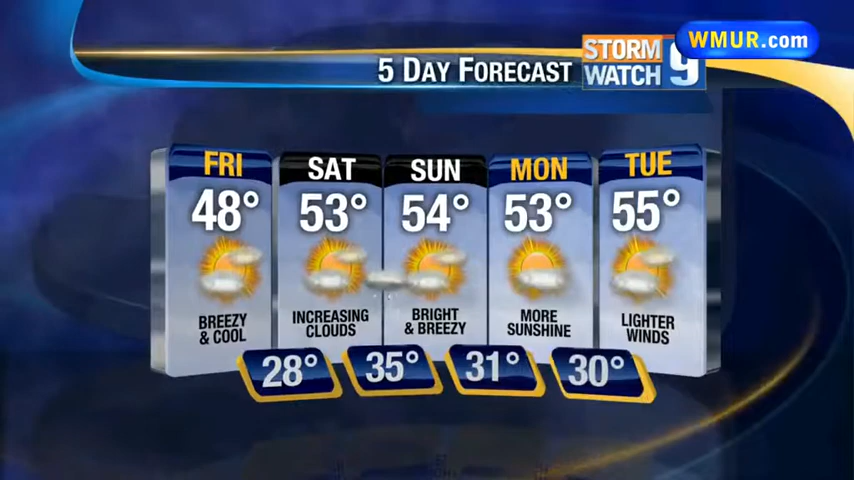 WMUR.com
5 DAY FORECAST
STORM
WATCH 9
FRI SAT SUN MON TUE
48° 53° 54° 53° 55°
BREEZY
& COOL
INCREASING
CLOUDS
BRIGHT
& BREEZY
MORE
SUNSHINE
LIGHTER
WINDS
28° 35° 31° 30°